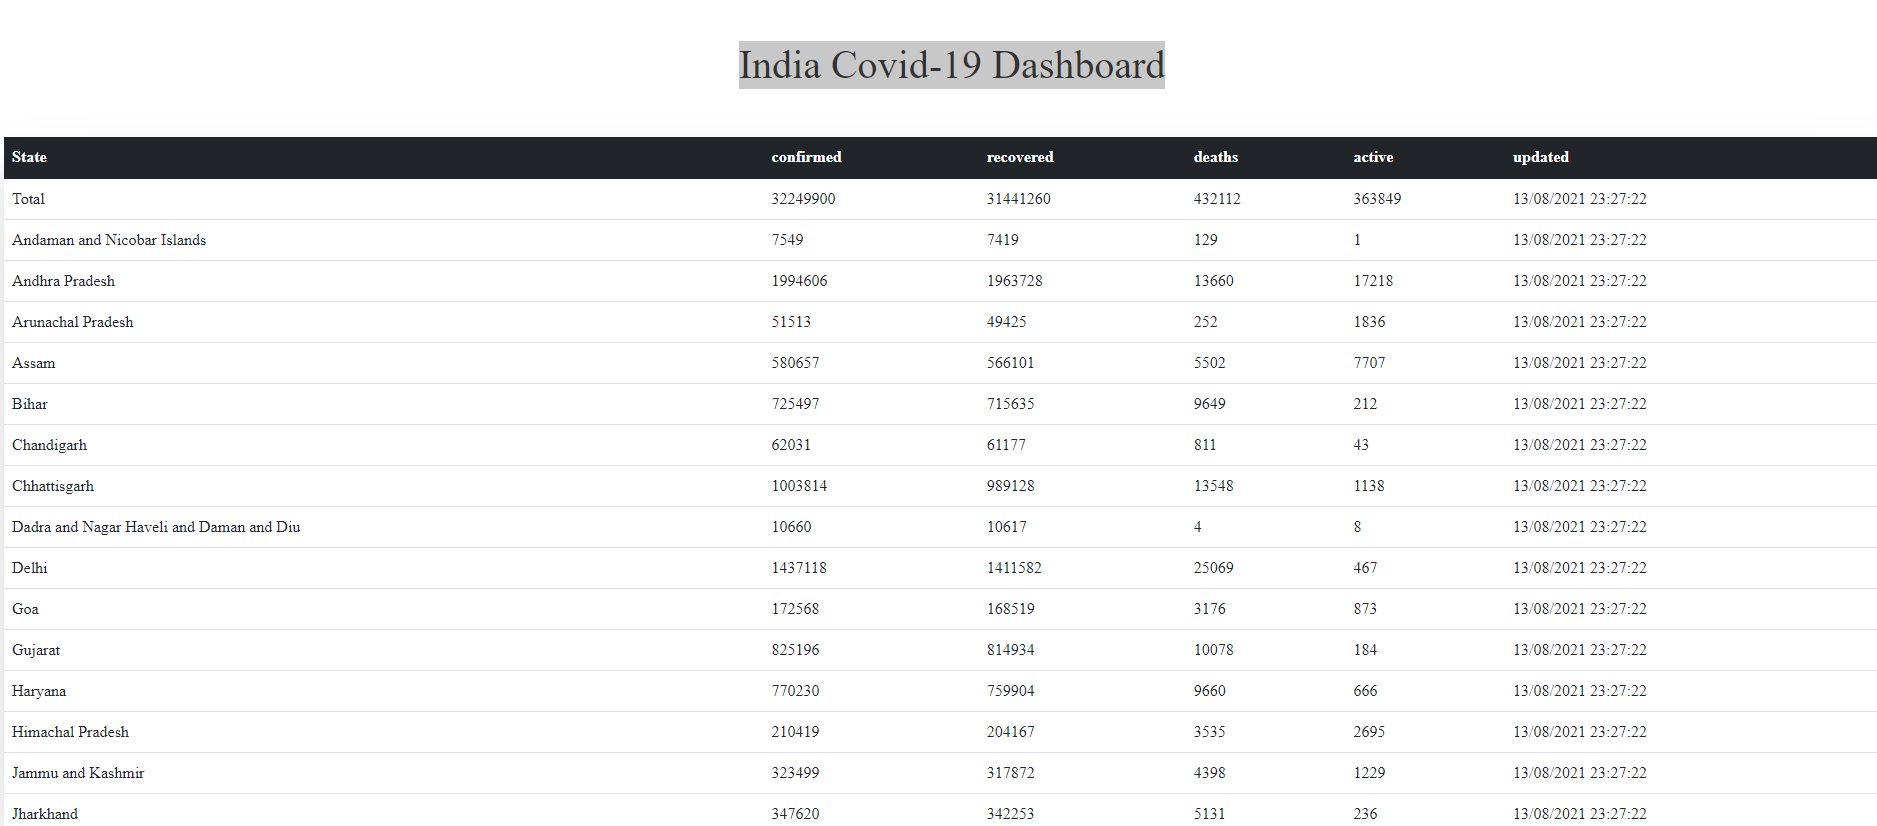 India Covid-19 Dashboard
State confirmed recovered deaths active updated
Total 32249900 31441260 432112 363849 13/08/2021 23:27:22
Andaman and Nicobar Islands 7549 7419 129 1 13/08/2021 23:27:22
Andhra Pradesh 1994606 1963728 13660 17218 13/08/2021 23:27:22
Arunachal Pradesh 51513 49425 252 1836 13/08/2021 23:27:22
Assam 580657 566101 5502 7707 13/08/2021 23:27:22
Bihar 725497 715635 9649 212 13/08/2021 23:27:22
Chandigarh 62031 61177 811 43 13/08/2021 23:27:22
Chhattisgarh 1003814 989128 13548 1138 13/08/2021 23:27:22
Dadra and Nagar Haveli and Daman and Diu 10660 10617 4 8 13/08/2021 23:27:22
Delhi 1437118 1411582 25069 467 13/08/2021 23:27:22
Goa 172568 168519 3176 873 13/08/2021 23:27:22
Gujarat 825196 814934 10078 184 13/08/2021 23:27:22
Haryana 770230 759904 9660 666 13/08/2021 23:27:22
Himachal Pradesh 210419 204167 3535 2695 13/08/2021 23:27:22
Jammu and Kashmir 323499 317872 4398 1229 13/08/2021 23:27:22
Jharkhand 347620 342253 5131 236 13/08/2021 23:27:22